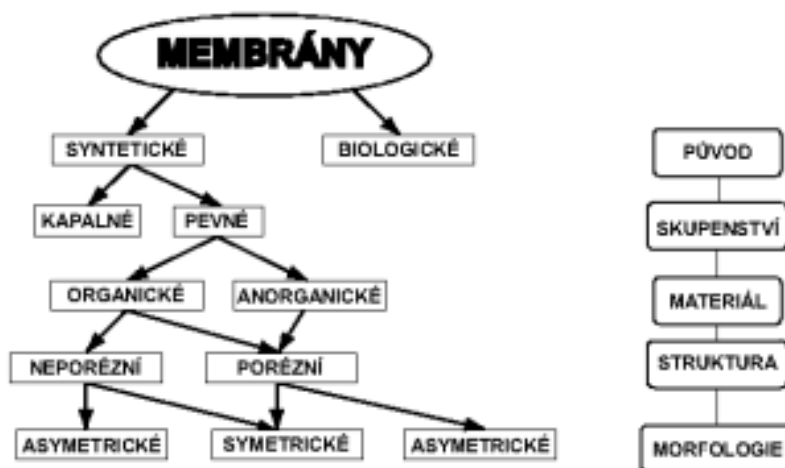 MEMBRÁNY
SYNTETICKÉ
BIOLOGICKÉ
PŮVOD
KAPALNÉ
PEVNÉ
SKUPENSTVÍ
ORGANICKÉ
ANORGANICKÉ
MATERIÁL
NEPORÉZNÍ
PORÉZNÍ
STRUKTURA
ASYMETRICKÉ
SYMETRICKÉ
ASYMETRICKÉ
MORFOLOGIE